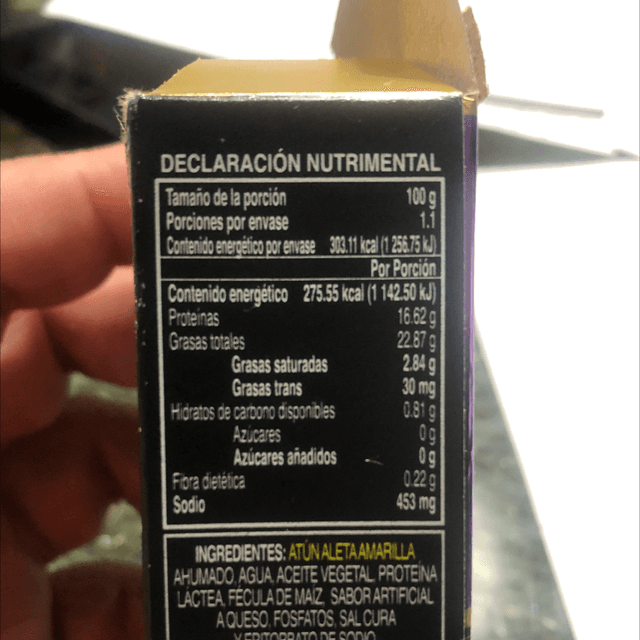 DECLARACIÓN NUTRIMENTAL
Tamaño de la porción 100 g
Porciones por envase 1.1
Contenido energético por envase 303.11 kcal (1 256.75 kJ)
Por Porción
Contenido energético 275.55 kcal (1 142.50 kJ)
Proteínas 16.62 g
Grasas totales 22.87 g
Grasas saturadas 2.84 g
Grasas trans 30 mg
Hidratos de carbono disponibles 0.81 g
Azúcares 0 g
Azúcares añadidos 0 g
Fibra dietética 0.22 g
Sodio 453 mg
INGREDIENTES: ATÚN ALETA AMARILLA
AHUMADO, AGUA, ACEITE VEGETAL, PROTEÍNA
LÁCTEA, FÉCULA DE MAÍZ, SABOR ARTIFICIAL
A QUESO, FOSFATOS, SAL CURA
Y ERITORBATO DE SODIO